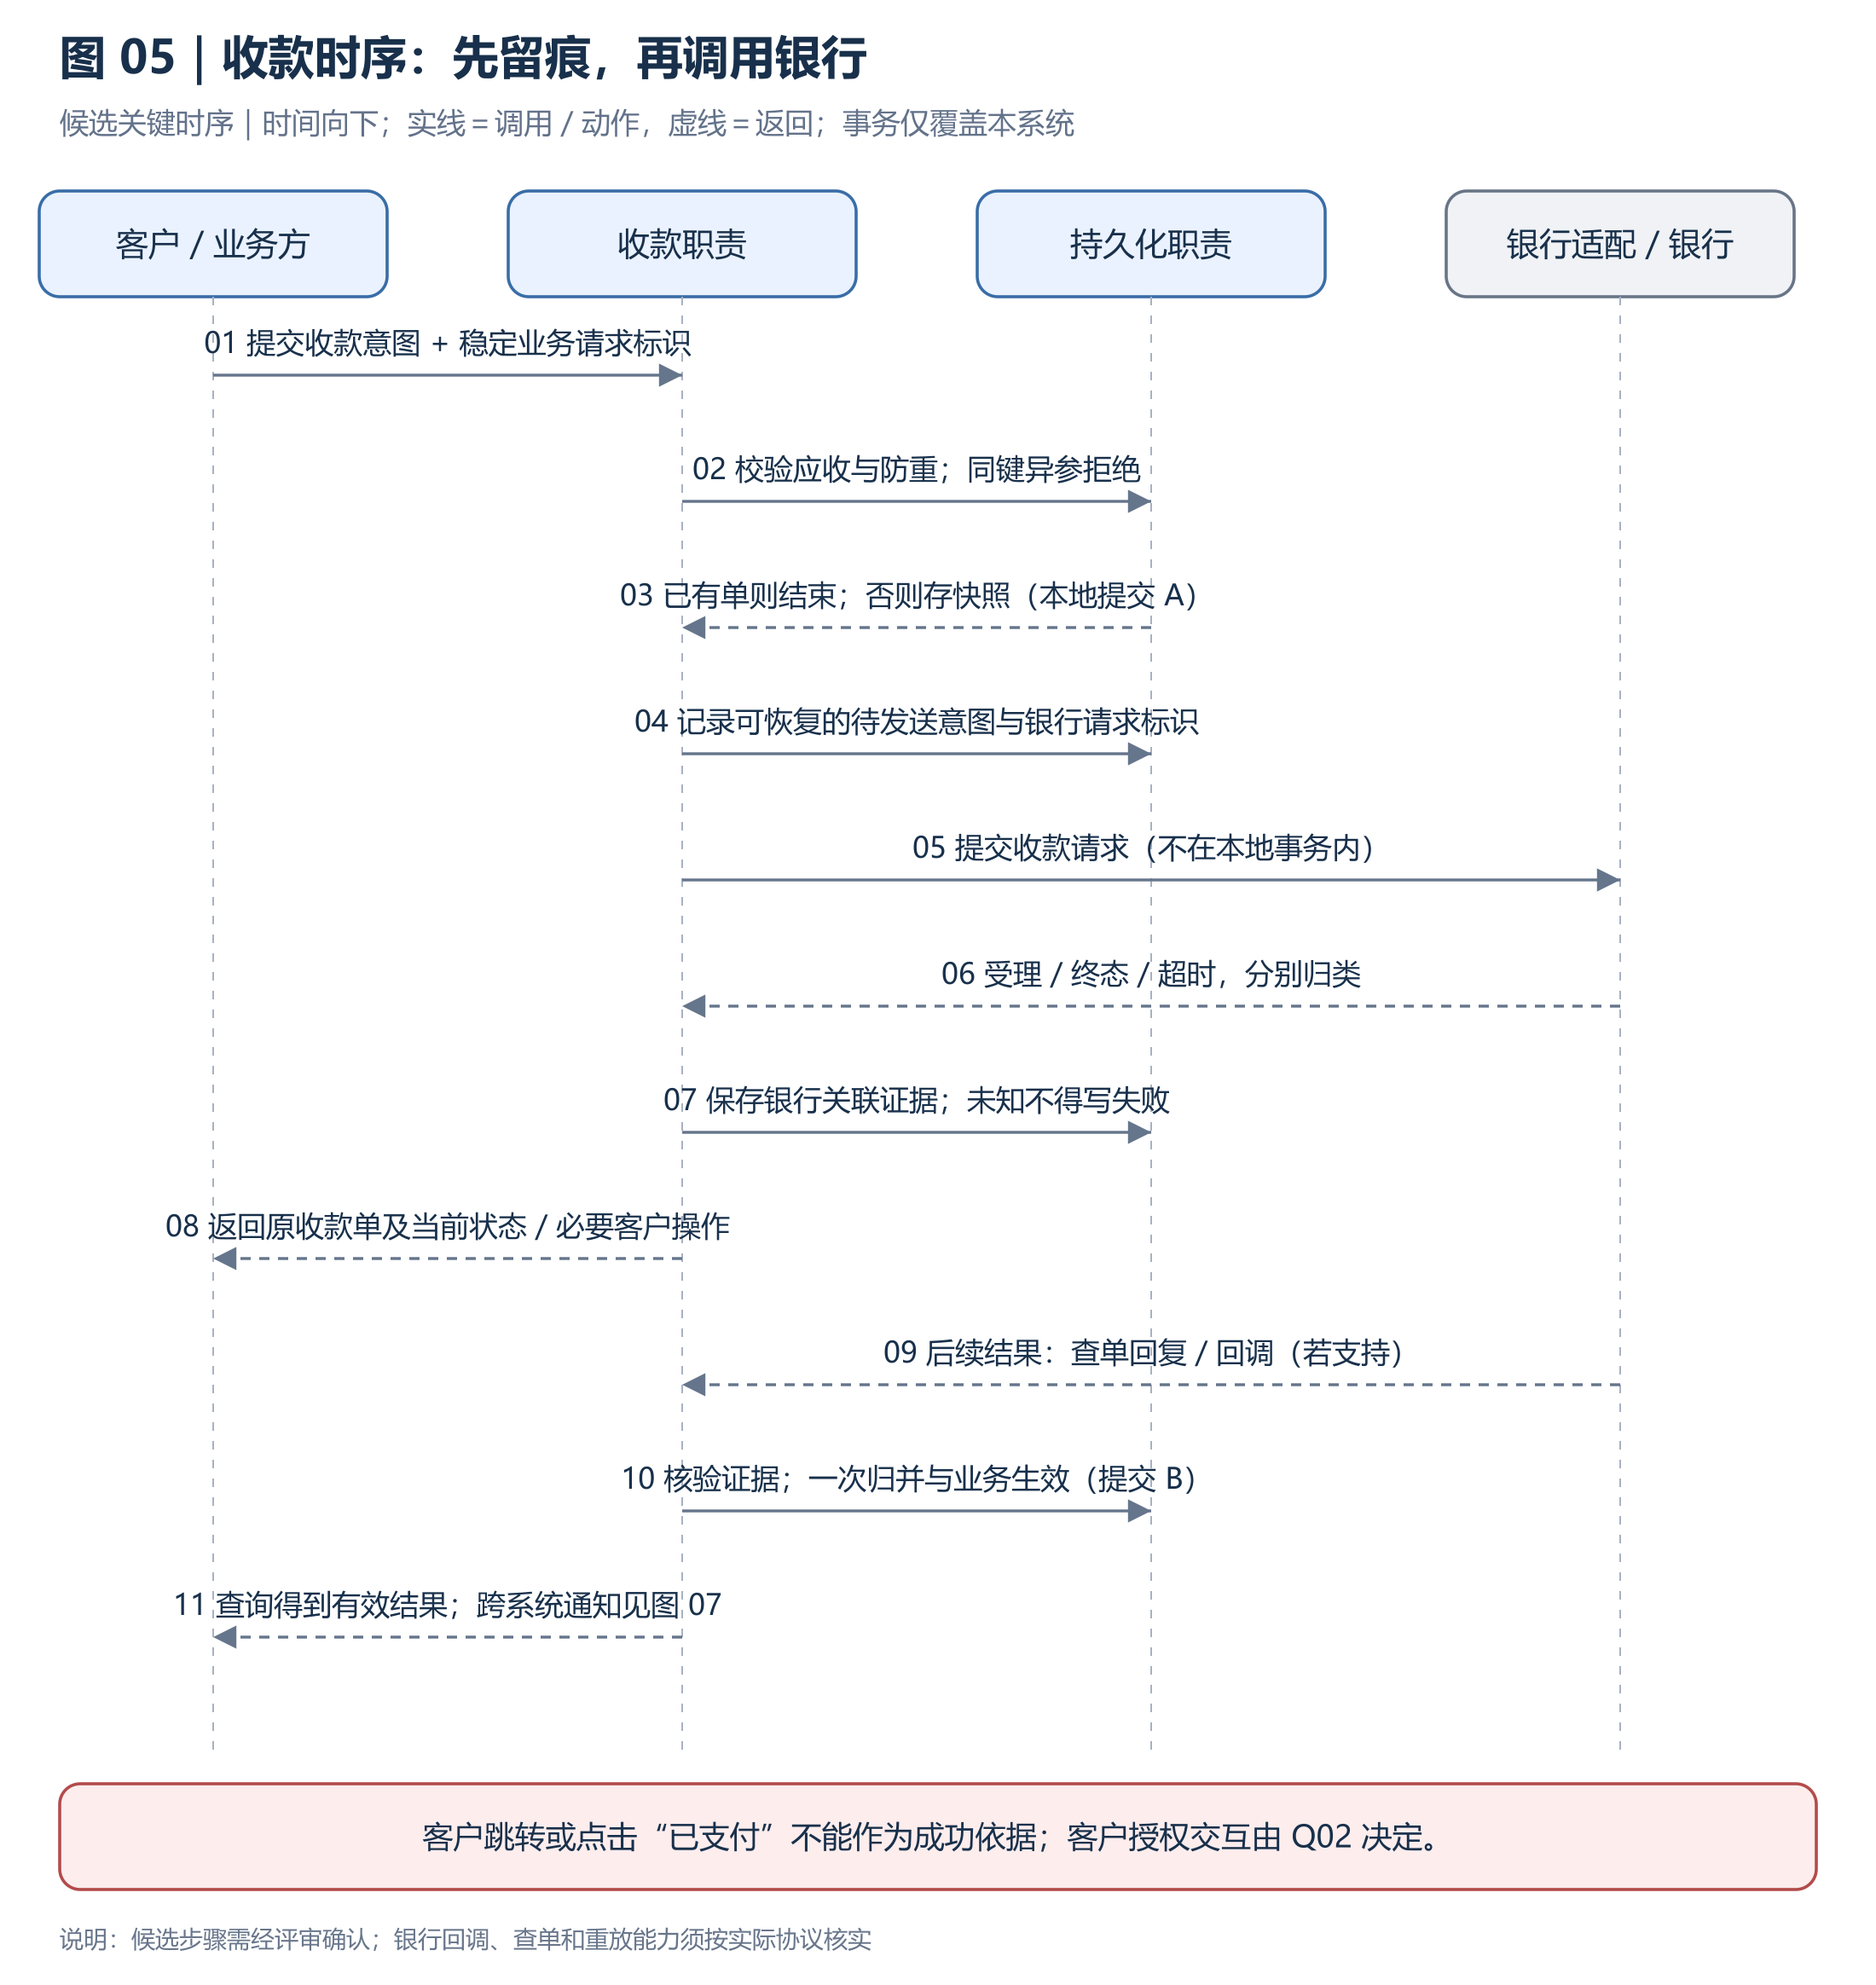 图 05｜收款时序：先留痕，再调用银行
候选关键时序｜时间向下；实线＝调用 / 动作，虚线＝返回；事务仅覆盖本系统
客户 / 业务方
收款职责
持久化职责
银行适配 / 银行
01 提交收款意图 + 稳定业务请求标识
02 校验应收与防重；同键异参拒绝
03 已有单则结束；否则存快照（本地提交 A）
04 记录可恢复的待发送意图与银行请求标识
05 提交收款请求（不在本地事务内）
06 受理 / 终态 / 超时，分别归类
07 保存银行关联证据；未知不得写失败
08 返回原收款单及当前状态 / 必要客户操作
09 后续结果：查单回复 / 回调（若支持）
10 核验证据；一次归并与业务生效（提交 B）
11 查询得到有效结果；跨系统通知见图 07
客户跳转或点击“已支付”不能作为成功依据；客户授权交互由 Q02 决定。
说明：候选步骤需经评审确认；银行回调、查单和重放能力须按实际协议核实